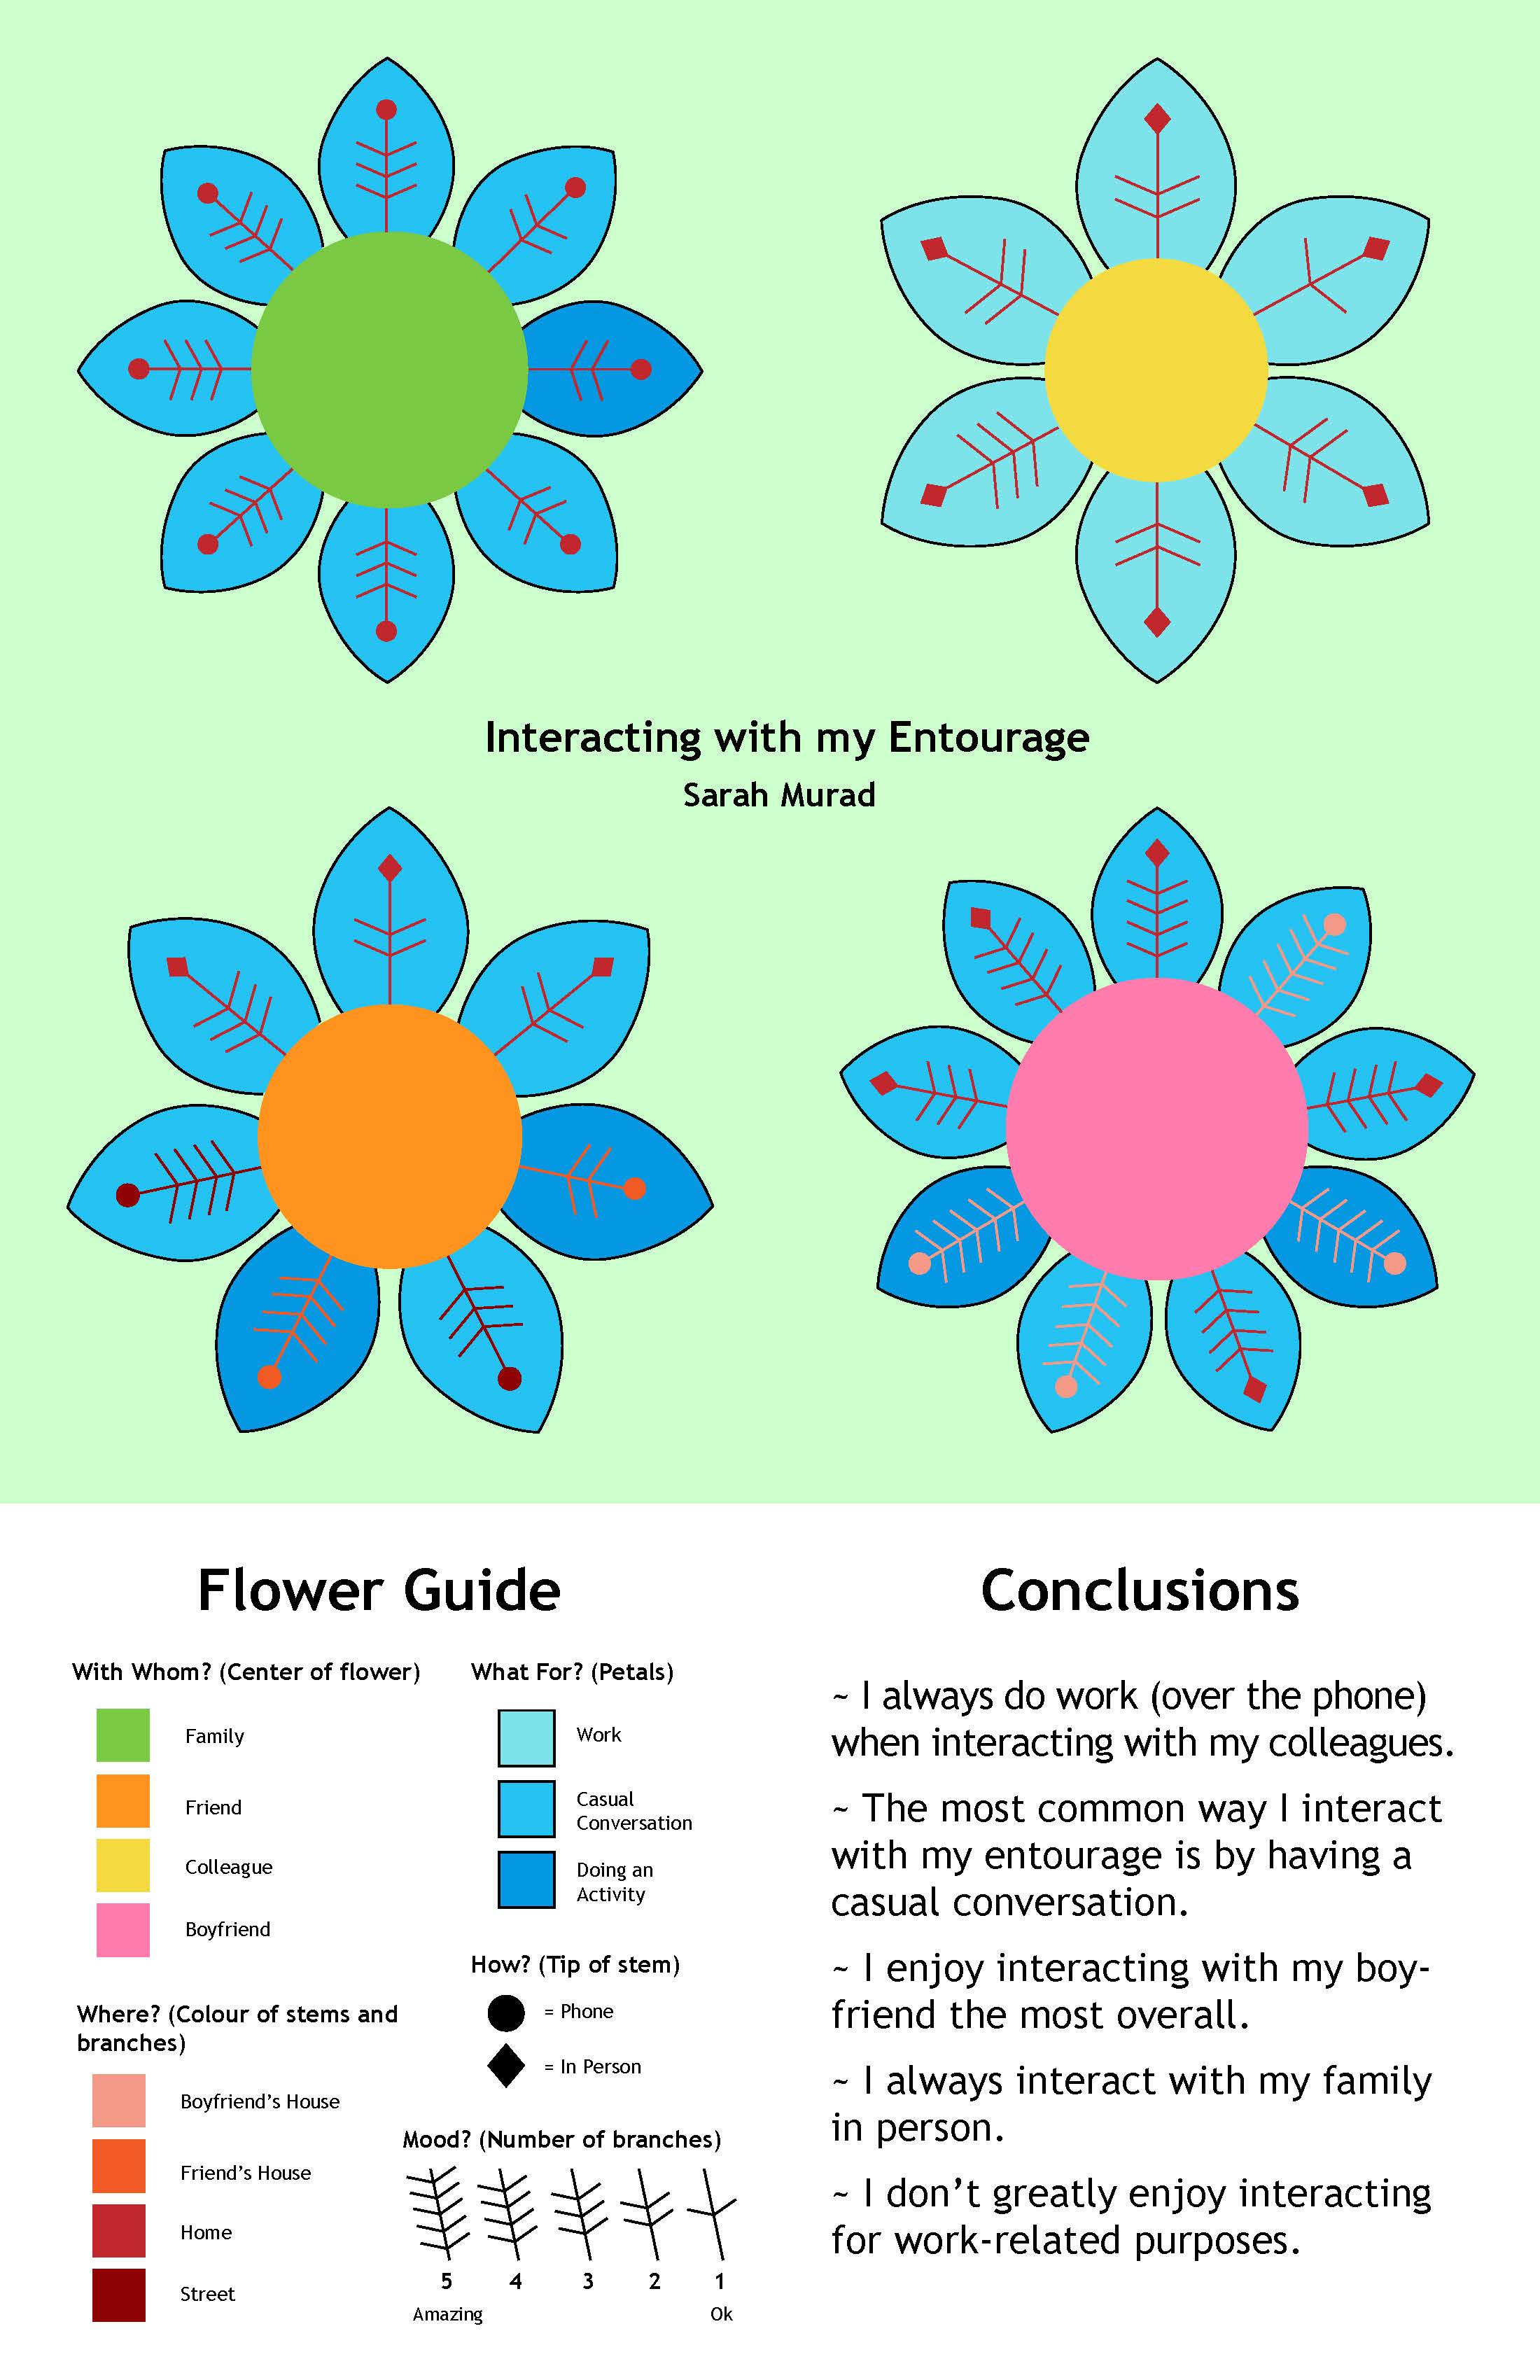 Interacting with my Entourage
Sarah Murad
Flower Guide
With Whom? (Center of flower)
Family
Friend
Colleague
Boyfriend
Where? (Colour of stems and
branches)
Boyfriend's House
Friend's House
Home
Street
What For? (Petals)
Work
Casual
Conversation
Doing an
Activity
How? (Tip of stem)
= Phone
= In Person
Mood? (Number of branches)
5 4 3 2 1
Amazing Ok
Conclusions
~ I always do work (over the phone)
when interacting with my colleagues.
~ The most common way I interact
with my entourage is by having a
casual conversation.
~ I enjoy interacting with my boy-
friend the most overall.
~ I always interact with my family
in person.
~ I don't greatly enjoy interacting
for work-related purposes.